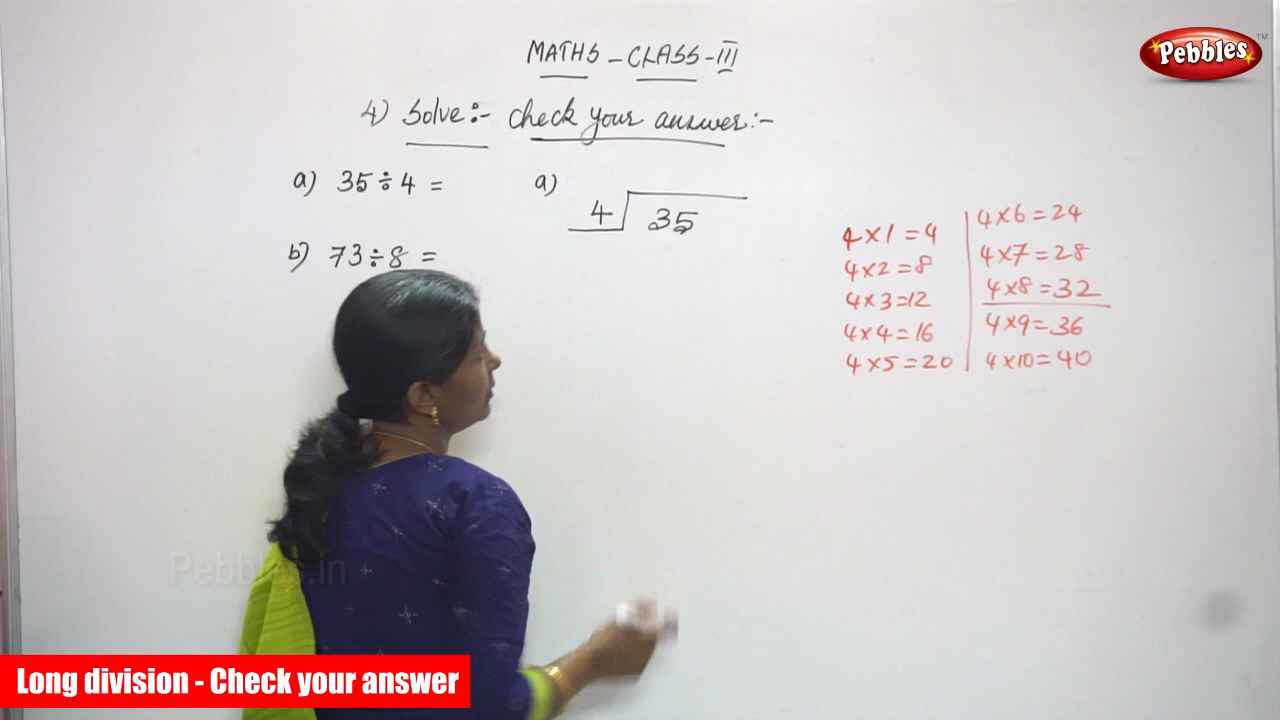 Pebbles™
MATHS - CLASS - III
4) Solve:- Check your answer:-
a) 35÷4 =
b) 73÷8 =
a)
4 35
4×1=4
4×2=8
4×3=12
4×4=16
4×5=20
4×6=24
4×7=28
4×8=32
4×9=36
4×10=40
Pebbles.in
Long division - Check your answer